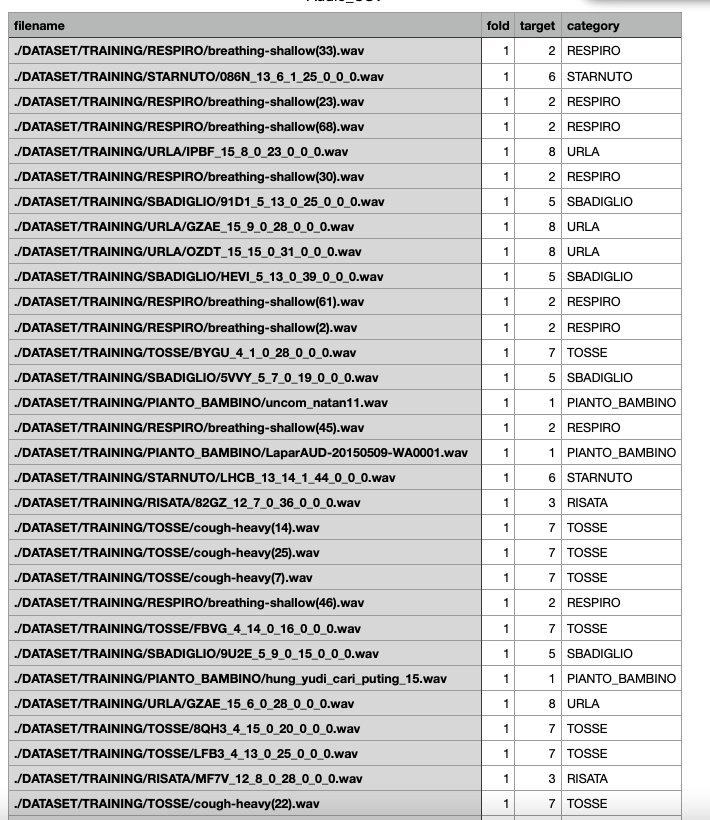 filename fold target category
./DATASET/TRAINING/RESPIRO/breathing-shallow(33).wav 1 2 RESPIRO
./DATASET/TRAINING/STARNUTO/086N_13_6_1_25_0_0_0.wav 1 6 STARNUTO
./DATASET/TRAINING/RESPIRO/breathing-shallow(23).wav 1 2 RESPIRO
./DATASET/TRAINING/RESPIRO/breathing-shallow(68).wav 1 2 RESPIRO
./DATASET/TRAINING/URLA/IPBF_15_8_0_23_0_0_0.wav 1 8 URLA
./DATASET/TRAINING/RESPIRO/breathing-shallow(30).wav 1 2 RESPIRO
./DATASET/TRAINING/SBADIGLIO/91D1_5_13_0_25_0_0_0.wav 1 5 SBADIGLIO
./DATASET/TRAINING/URLA/GZAE_15_9_0_28_0_0_0.wav 1 8 URLA
./DATASET/TRAINING/URLA/OZDT_15_15_0_31_0_0_0.wav 1 8 URLA
./DATASET/TRAINING/SBADIGLIO/HEVI_5_13_0_39_0_0_0.wav 1 5 SBADIGLIO
./DATASET/TRAINING/RESPIRO/breathing-shallow(61).wav 1 2 RESPIRO
./DATASET/TRAINING/RESPIRO/breathing-shallow(2).wav 1 2 RESPIRO
./DATASET/TRAINING/TOSSE/BYGU_4_1_0_28_0_0_0.wav 1 7 TOSSE
./DATASET/TRAINING/SBADIGLIO/5VVY_5_7_0_19_0_0_0.wav 1 5 SBADIGLIO
./DATASET/TRAINING/PIANTO_BAMBINO/uncom_natan11.wav 1 1 PIANTO_BAMBINO
./DATASET/TRAINING/RESPIRO/breathing-shallow(45).wav 1 2 RESPIRO
./DATASET/TRAINING/PIANTO_BAMBINO/LaparAUD-20150509-WA0001.wav 1 1 PIANTO_BAMBINO
./DATASET/TRAINING/STARNUTO/LHCB_13_14_1_44_0_0_0.wav 1 6 STARNUTO
./DATASET/TRAINING/RISATA/82GZ_12_7_0_36_0_0_0.wav 1 3 RISATA
./DATASET/TRAINING/TOSSE/cough-heavy(14).wav 1 7 TOSSE
./DATASET/TRAINING/TOSSE/cough-heavy(25).wav 1 7 TOSSE
./DATASET/TRAINING/TOSSE/cough-heavy(7).wav 1 7 TOSSE
./DATASET/TRAINING/RESPIRO/breathing-shallow(46).wav 1 2 RESPIRO
./DATASET/TRAINING/TOSSE/FBVG_4_14_0_16_0_0_0.wav 1 7 TOSSE
./DATASET/TRAINING/SBADIGLIO/9U2E_5_9_0_15_0_0_0.wav 1 5 SBADIGLIO
./DATASET/TRAINING/PIANTO_BAMBINO/hung_yudi_cari_puting_15.wav 1 1 PIANTO_BAMBINO
./DATASET/TRAINING/URLA/GZAE_15_6_0_28_0_0_0.wav 1 8 URLA
./DATASET/TRAINING/TOSSE/8QH3_4_15_0_20_0_0_0.wav 1 7 TOSSE
./DATASET/TRAINING/TOSSE/LFB3_4_13_0_25_0_0_0.wav 1 7 TOSSE
./DATASET/TRAINING/RISATA/MF7V_12_8_0_28_0_0_0.wav 1 3 RISATA
./DATASET/TRAINING/TOSSE/cough-heavy(22).wav 1 7 TOSSE